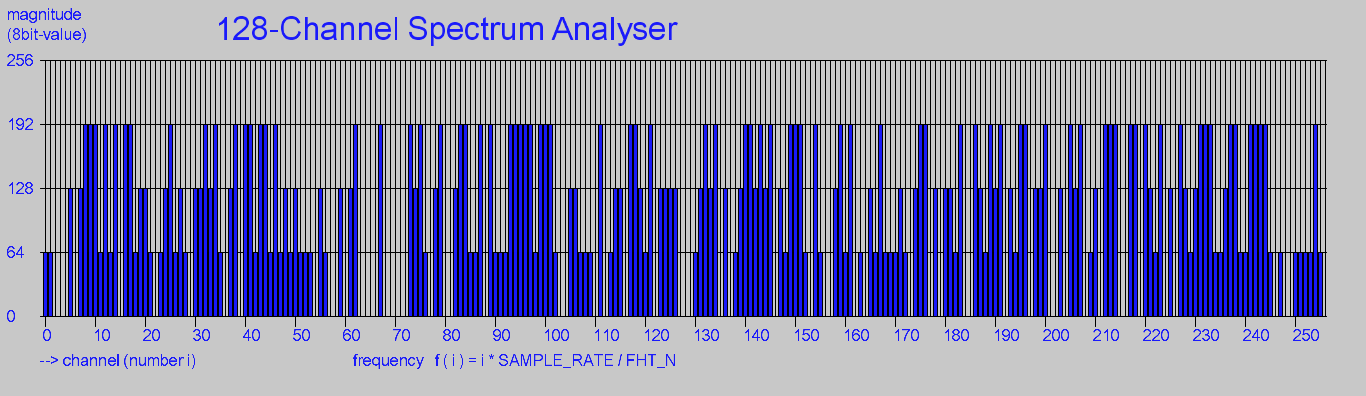 magnitude
(8bit-value)
128-Channel Spectrum Analyser
256
192
128
64
0
0 10 20 30 40 50 60 70 80 90 100 110 120 130 140 150 160 170 180 190 200 210 220 230 240 250
--> channel (number i) frequency f ( i ) = i * SAMPLE_RATE / FHT_N